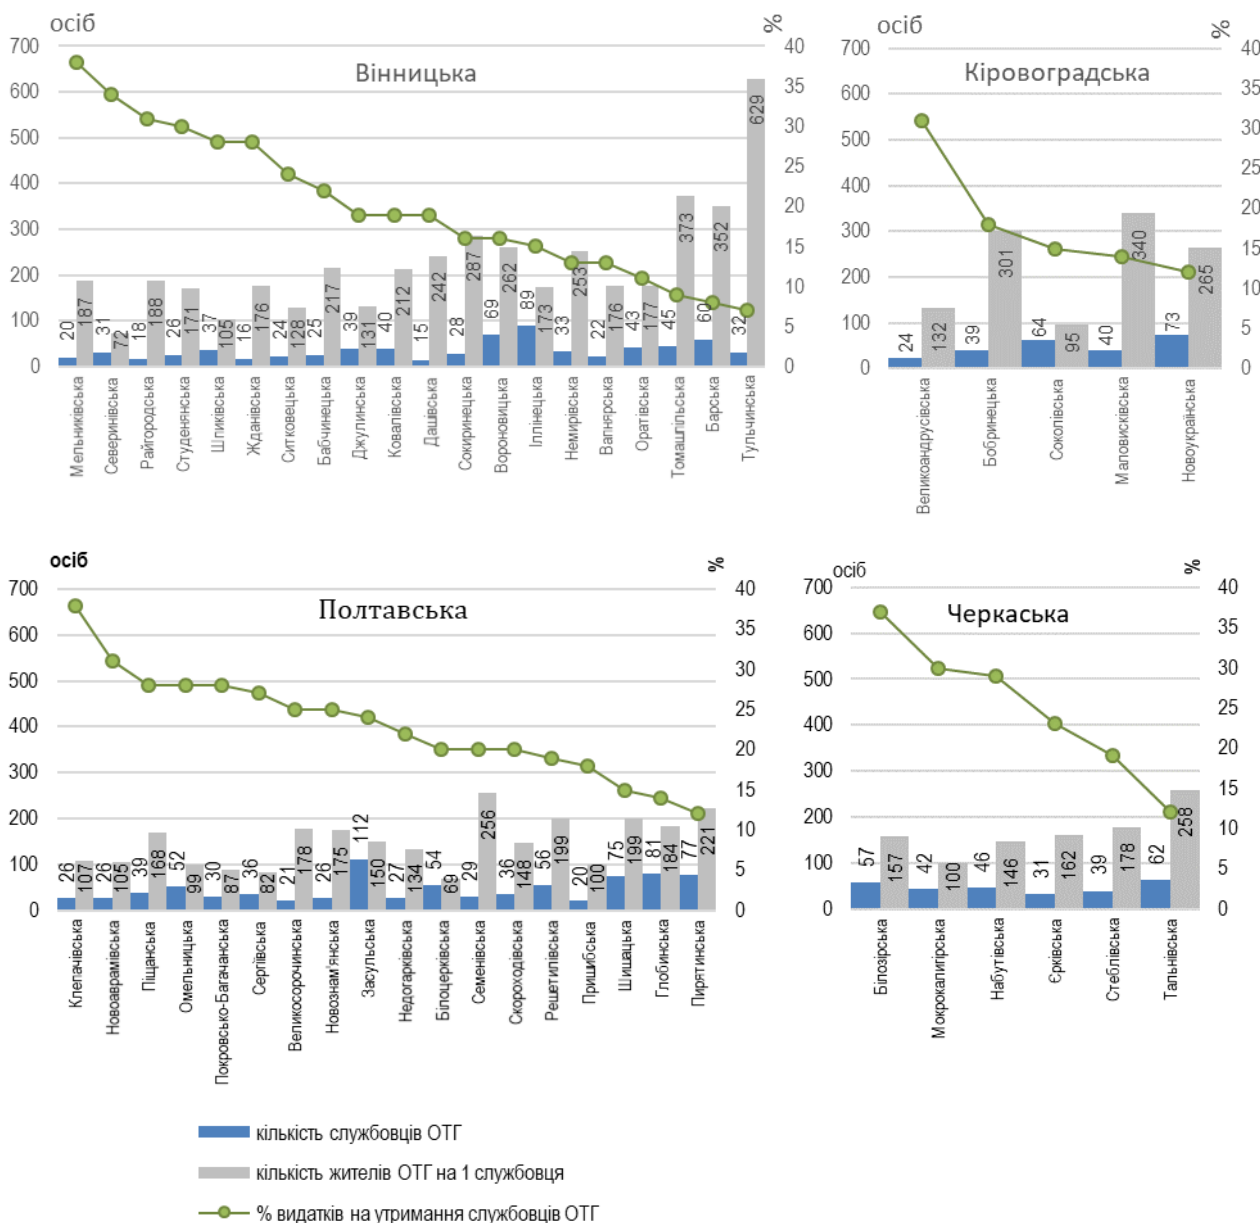 осіб
%
Вінницька
700
600
500
400
300
200
100
0
40
35
30
25
20
15
10
5
0
20 187 31 72 18 188 26 171 37 105 16 176 24 128 25 217 39 131 40 212 15 242 28 287 69 262 89 173 33 253 22 176 43 177 45 373 60 352 32 629
Мельниківська
Северинівська
Райгородська
Студенянська
Шпиківська
Жданівська
Ситковецька
Бабчинецька
Джулинська
Ковалівська
Дашівська
Сокиринецька
Вороновицька
Іллінецька
Немирівська
Вапнярська
Оратівська
Томашпільська
Барська
Тульчинська
осіб
%
Кіровоградська
700
600
500
400
300
200
100
0
40
35
30
25
20
15
10
5
0
24 132 39 301 64 95 40 340 73 265
Великоандрусівська
Бобринецька
Соколівська
Маловисківська
Новоукраїнська
осіб
%
Полтавська
700
600
500
400
300
200
100
0
40
35
30
25
20
15
10
5
0
26 107 26 105 39 168 52 99 30 87 36 82 21 178 26 175 112 150 27 134 54 69 29 256 36 148 56 199 20 100 75 199 81 184 77 221
Клепачівська
Новоаврамівська
Піщанська
Омельницька
Покровсько-Багачанська
Сергіївська
Великосорочинська
Новознам'янська
Засульська
Недогарківська
Білоцерківська
Семенівська
Скороходівська
Решетилівська
Пришибська
Шишацька
Глобинська
Пирятинська
осіб
%
Черкаська
700
600
500
400
300
200
100
0
40
35
30
25
20
15
10
5
0
57 157 42 100 46 146 31 162 39 178 62 258
Білозірська
Мокрокалигірська
Набутівська
Єрківська
Стеблівська
Тальнівська
кількість службовців ОТГ
кількість жителів ОТГ на 1 службовця
% видатків на утримання службовців ОТГ